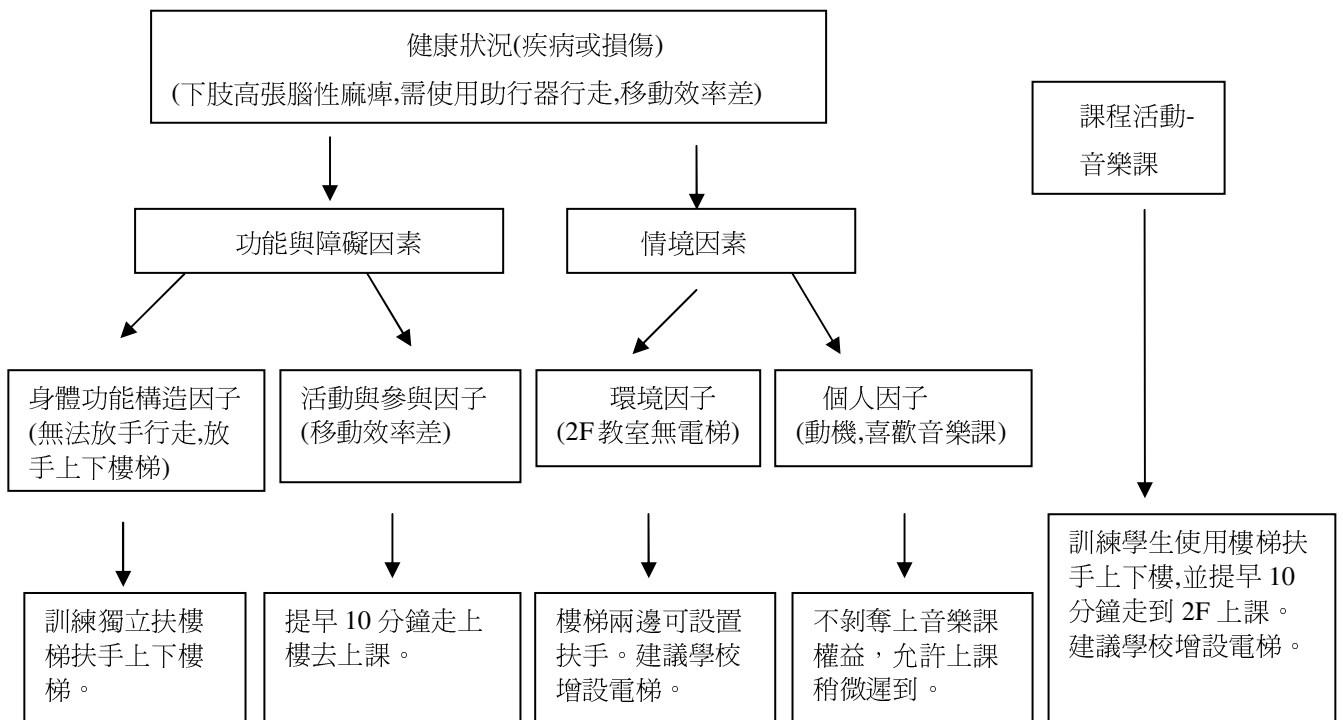 健康狀況(疾病或損傷)
(下肢高張腦性麻痺,需使用助行器行走,移動效率差)
課程活動-
音樂課
功能與障礙因素
情境因素
身體功能構造因子
(無法放手行走,放
手上下樓梯)
活動與參與因子
(移動效率差)
環境因子
(2F教室無電梯)
個人因子
(動機,喜歡音樂課)
訓練獨立扶樓
梯扶手上下樓
梯。
提早 10 分鐘走上
樓去上課。
樓梯兩邊可設置
扶手。建議學校
增設電梯。
不剝奪上音樂課
權益，允許上課
稍微遲到。
訓練學生使用樓梯扶
手上下樓,並提早 10
分鐘走到 2F 上課。
建議學校增設電梯。